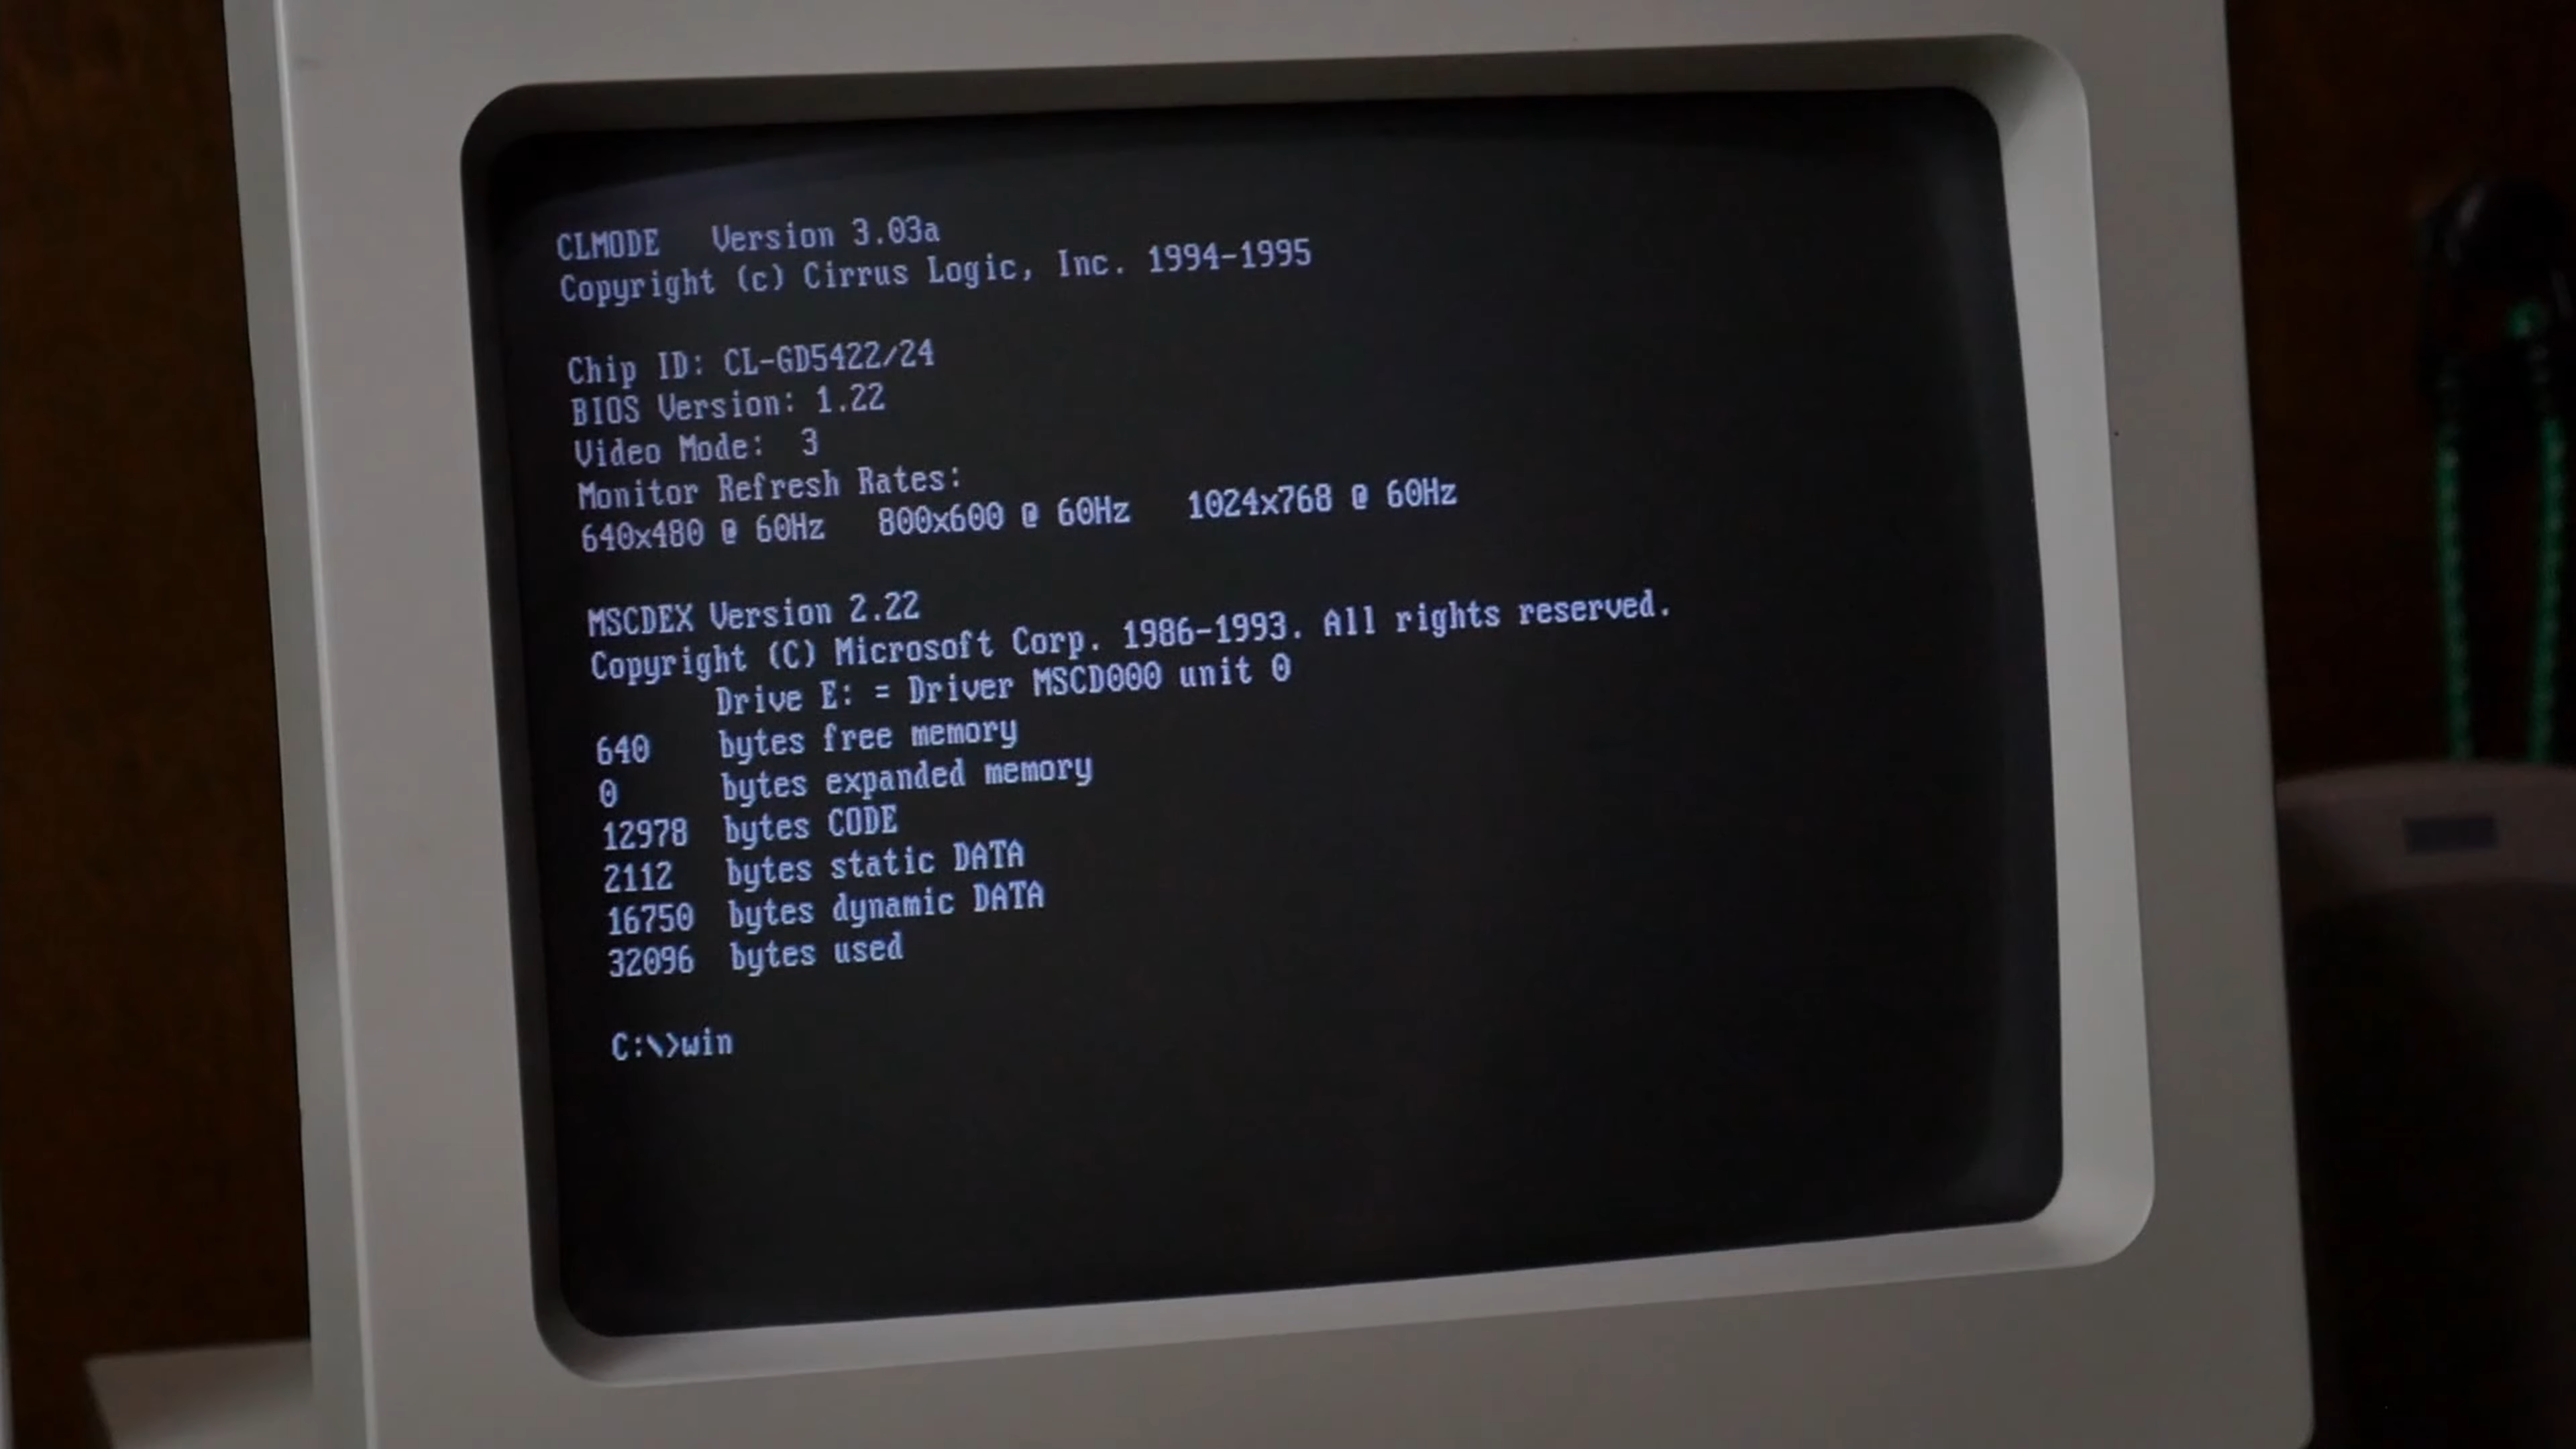 CLMODE   Version 3.03a
Copyright (c) Cirrus Logic, Inc. 1994-1995
Chip ID: CL-GD5422/24
BIOS Version: 1.22
Video Mode:  3
Monitor Refresh Rates:
640x480 @ 60Hz   800x600 @ 60Hz   1024x768 @ 60Hz
MSCDEX Version 2.22
Copyright (C) Microsoft Corp. 1986-1993. All rights reserved.
Drive E: = Driver MSCD000 unit 0
640    bytes free memory
0      bytes expanded memory
12978  bytes CODE
2112   bytes static DATA
16750  bytes dynamic DATA
32096  bytes used
C:\>win